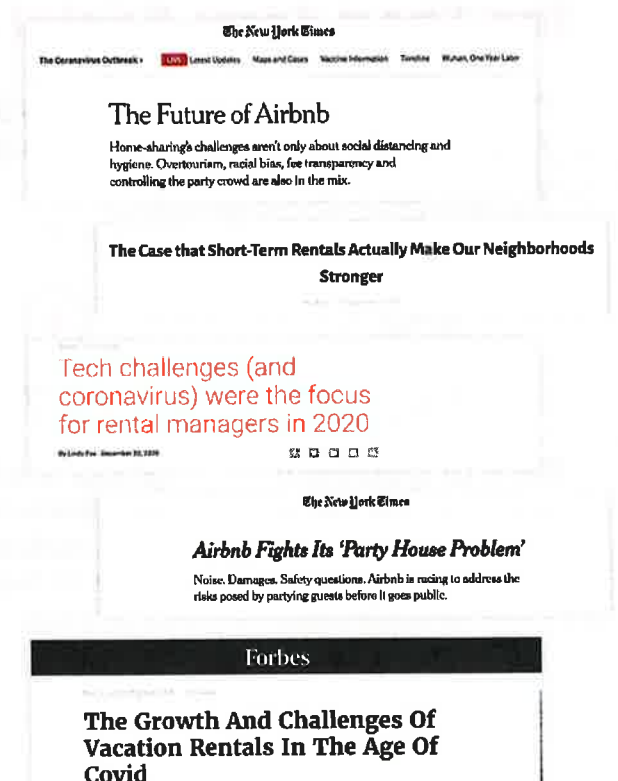 The New York Times
The Coronavirus Outbreak LIVE Latest Updates Maps and Cases Vaccine Information Timeline Wuhan, One Year Later
The Future of Airbnb
Home-sharing's challenges aren't only about social distancing and
hygiene. Overtourism, racial bias, fee transparency and
controlling the party crowd are also in the mix.
The Case that Short-Term Rentals Actually Make Our Neighborhoods
Stronger
Tech challenges (and
coronavirus) were the focus
for rental managers in 2020
By Linda Fox December 22, 2020
The New York Times
Airbnb Fights Its 'Party House Problem'
Noise. Damages. Safety questions. Airbnb is racing to address the
risks posed by partying guests before it goes public.
Forbes
The Growth And Challenges Of
Vacation Rentals In The Age Of
Covid